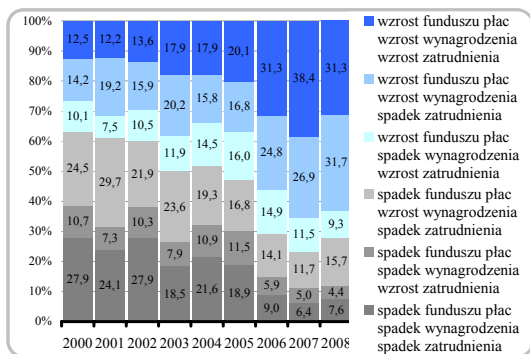 100%
90%
80%
70%
60%
50%
40%
30%
20%
10%
0%
12,5 12,2 13,6 17,9 17,9 20,1 31,3 38,4 31,3
14,2 19,2 15,9 20,2 15,8 16,8 24,8 26,9 31,7
10,1 7,5 10,5 11,9 14,5 16,0 14,9 11,5 9,3
24,5 29,7 21,9 23,6 19,3 16,8 14,1 11,7 15,7
10,7 7,3 10,3 7,9 10,9 11,5 5,9 5,0 4,4
27,9 24,1 27,9 18,5 21,6 18,9 9,0 6,4 7,6
2000 2001 2002 2003 2004 2005 2006 2007 2008
wzrost funduszu płac
wzrost wynagrodzenia
wzrost zatrudnienia
wzrost funduszu płac
wzrost wynagrodzenia
spadek zatrudnienia
wzrost funduszu płac
spadek wynagrodzenia
wzrost zatrudnienia
spadek funduszu płac
wzrost wynagrodzenia
spadek zatrudnienia
spadek funduszu płac
spadek wynagrodzenia
wzrost zatrudnienia
spadek funduszu płac
spadek wynagrodzenia
spadek zatrudnienia